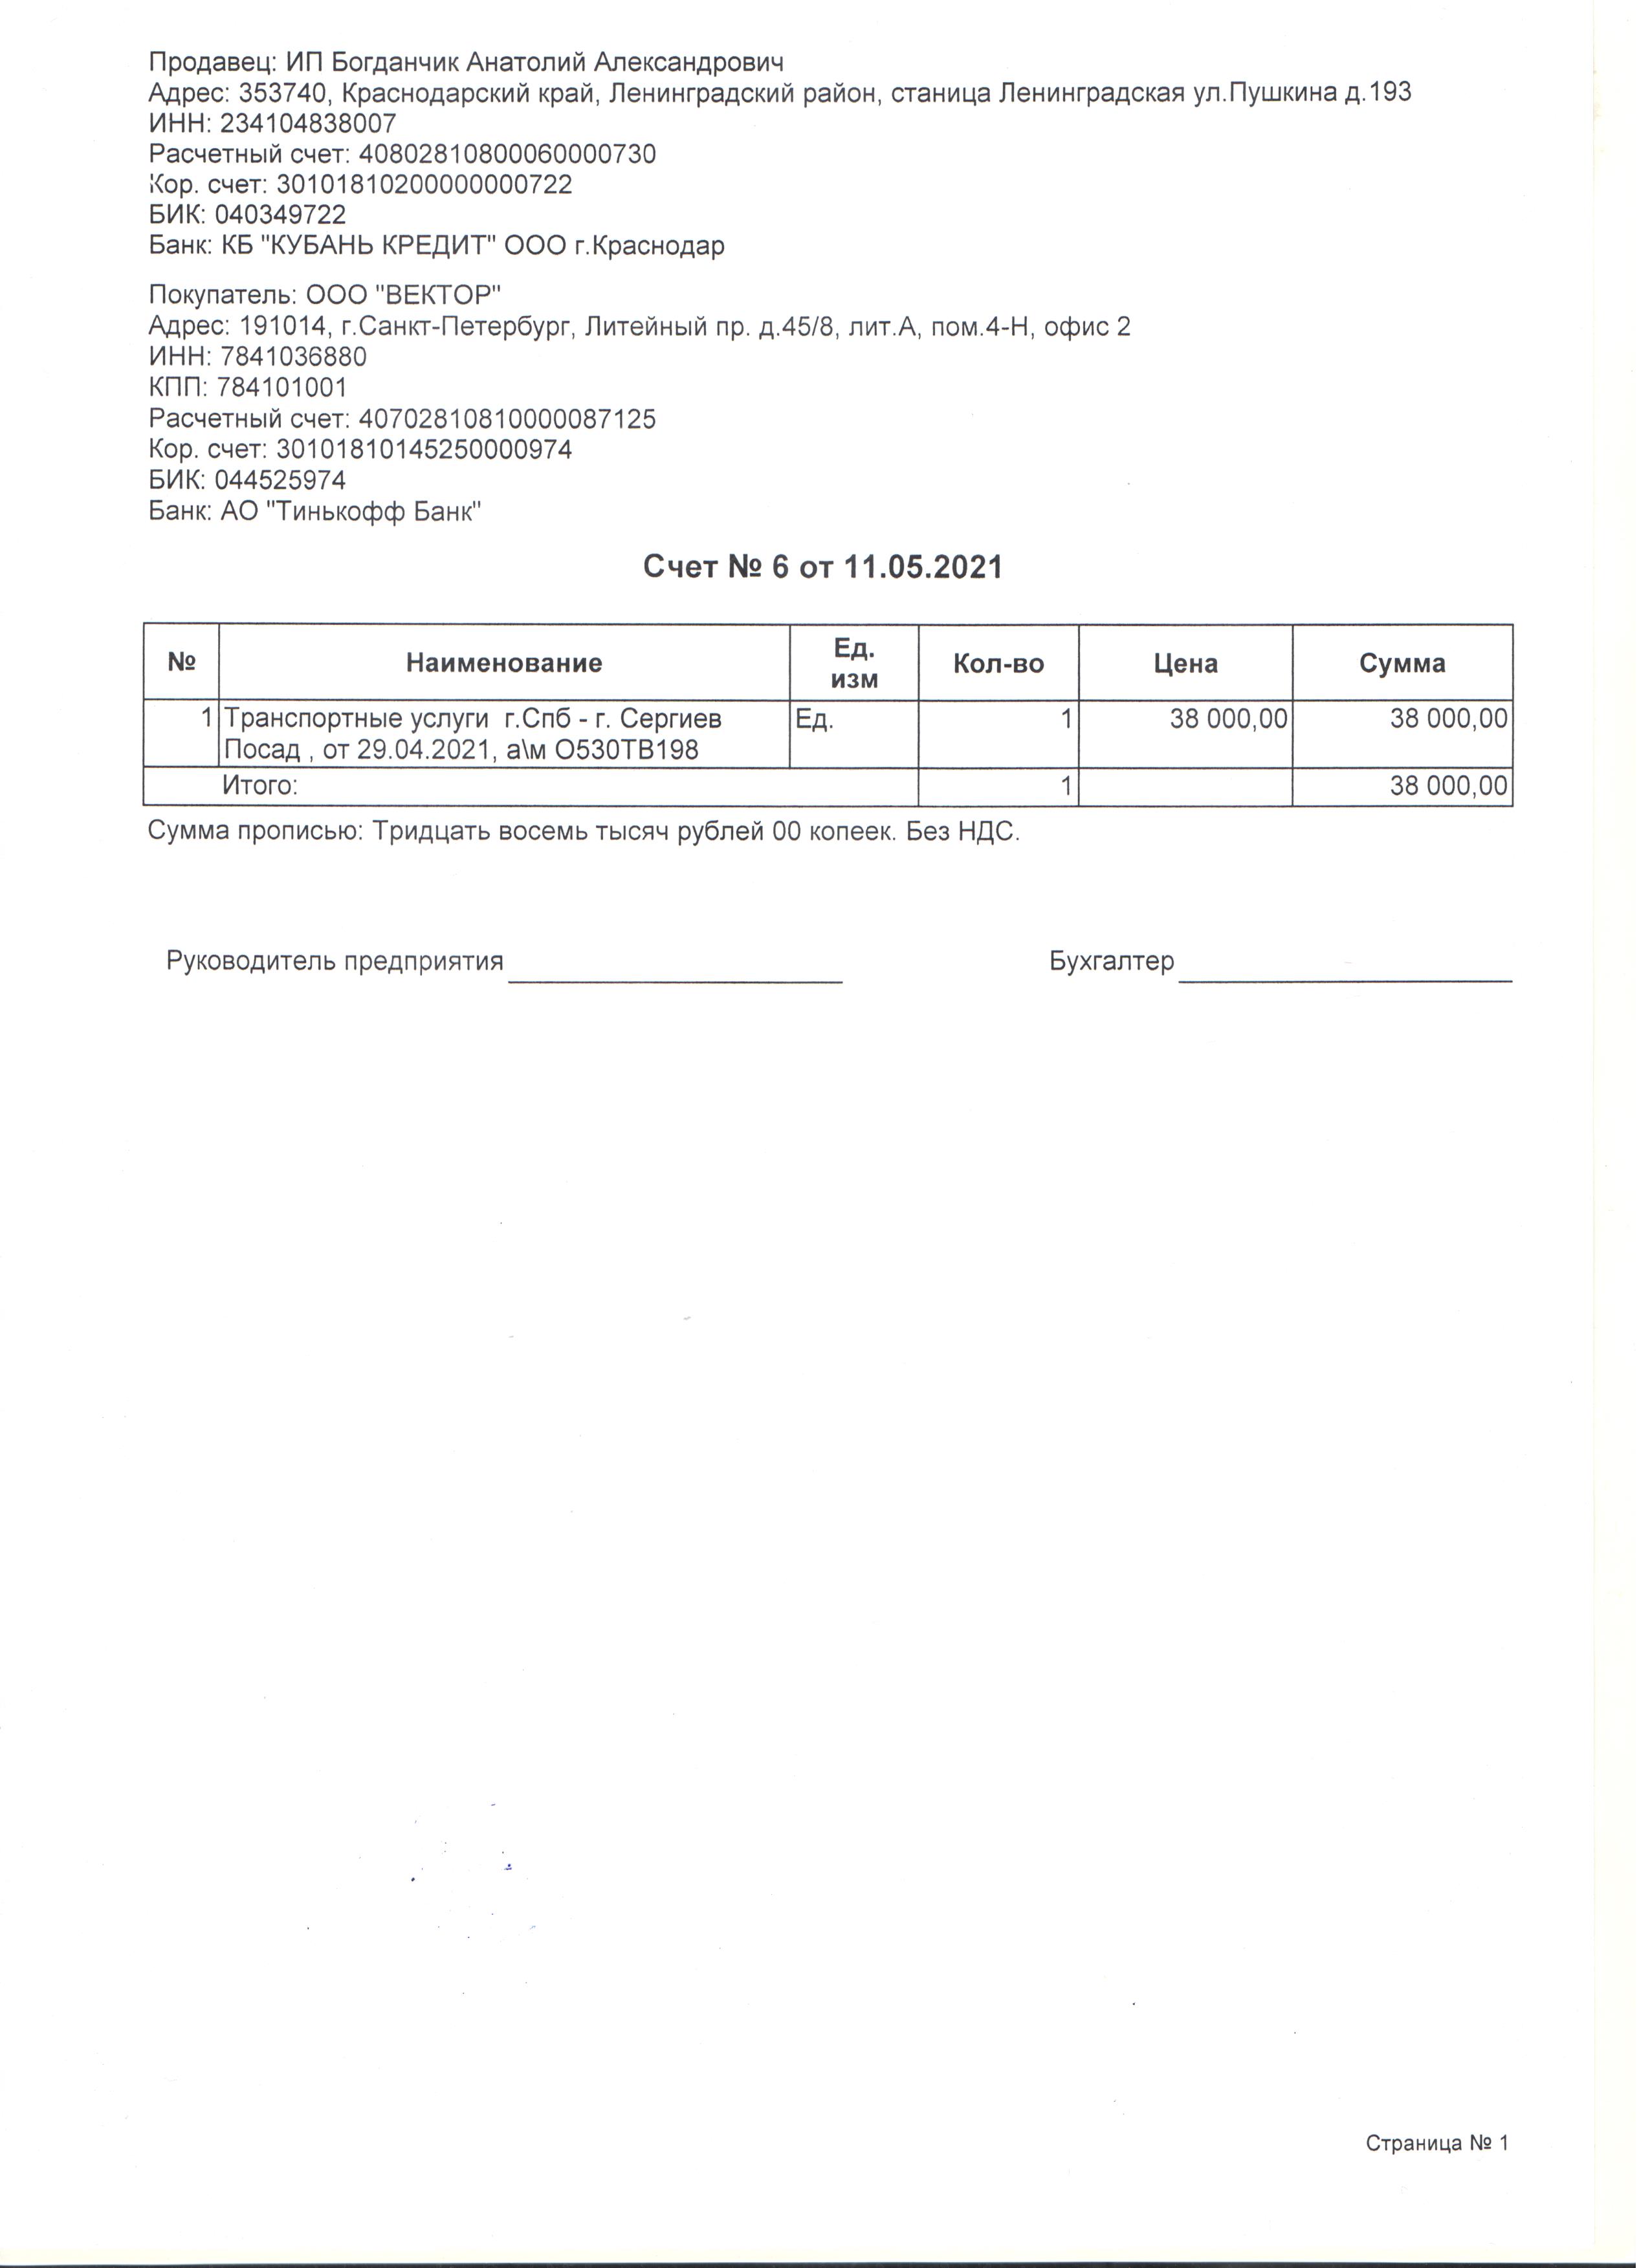 Продавец: ИП Богданчик Анатолий Александрович
Адрес: 353740, Краснодарский край, Ленинградский район, станица Ленинградская ул.Пушкина д.193
ИНН: 234104838007
Расчетный счет: 40802810800060000730
Кор. счет: 30101810200000000722
БИК: 040349722
Банк: КБ "КУБАНЬ КРЕДИТ" ООО г.Краснодар
Покупатель: ООО "ВЕКТОР"
Адрес: 191014, г.Санкт-Петербург, Литейный пр. д.45/8, лит.А, пом.4-Н, офис 2
ИНН: 7841036880
КПП: 784101001
Расчетный счет: 40702810810000087125
Кор. счет: 30101810145250000974
БИК: 044525974
Банк: АО "Тинькофф Банк"
Счет № 6 от 11.05.2021
№ Наименование Ед. изм Кол-во Цена Сумма
1 Транспортные услуги г.Спб - г. Сергиев Ед. 1 38 000,00 38 000,00
Посад , от 29.04.2021, а\м О530ТВ198
Итого: 1 38 000,00
Сумма прописью: Тридцать восемь тысяч рублей 00 копеек. Без НДС.
Руководитель предприятия Бухгалтер
Страница № 1